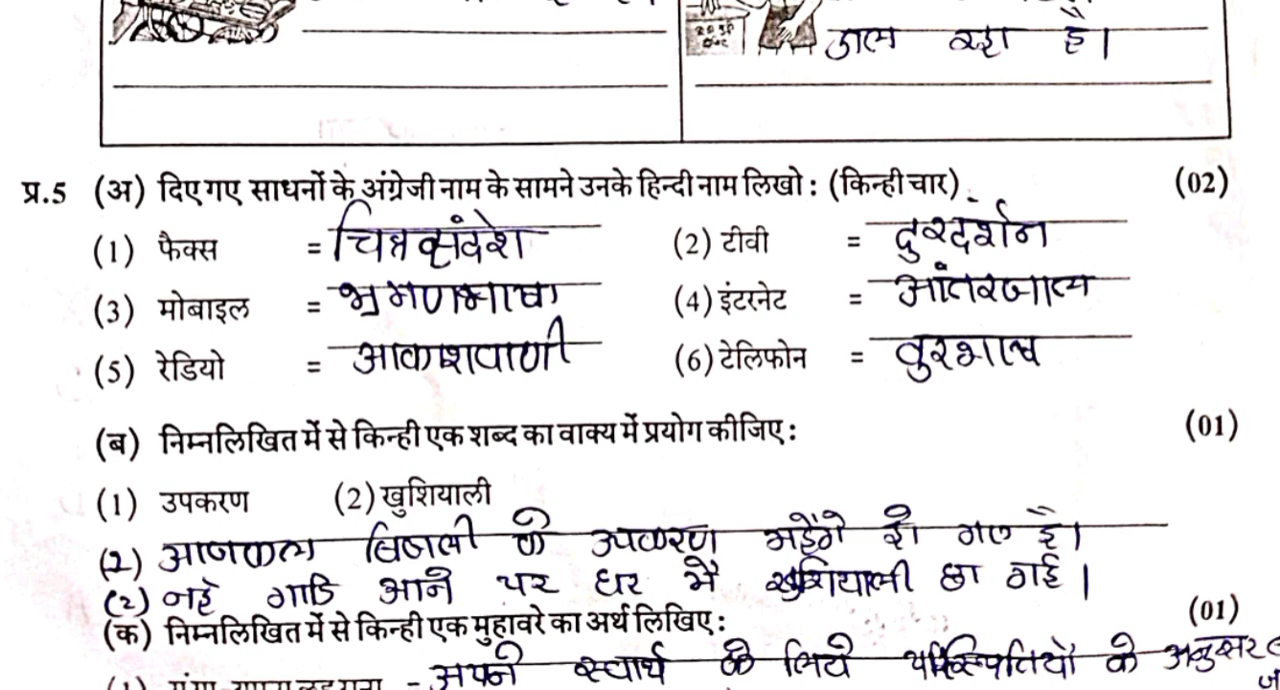 डाल रहा है।
प्र.5 (अ) दिए गए साधनों के अंग्रेजी नाम के सामने उनके हिन्दी नाम लिखो : (किन्ही चार) (02)
(1) फैक्स = चित्रसंदेश (2) टीवी = दुरदर्शन
(3) मोबाइल = भ्रमणभाषा (4) इंटरनेट = आंतरजाल
(5) रेडियो = आकाशवाणी (6) टेलिफोन = दुरभाष
(ब) निम्नलिखित में से किन्ही एक शब्द का वाक्य में प्रयोग कीजिए : (01)
(1) उपकरण (2) खुशियाली
(1) आजकल बिजली के उपकरण महेंगे हो गए है।
(2) नई गाडि आने पर घर में खुशियाली छा गई।
(क) निम्नलिखित में से किन्ही एक मुहावरे का अर्थ लिखिए : (01)
(1) - अपने स्वार्थ के लिये परिस्थितियों के अनुसार